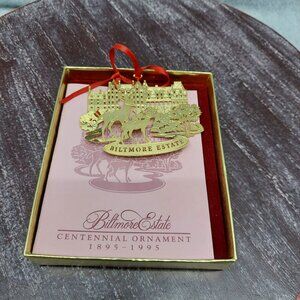 BILTMORE ESTATE
Biltmore Estate
CENTENNIAL ORNAMENT
1895-1995